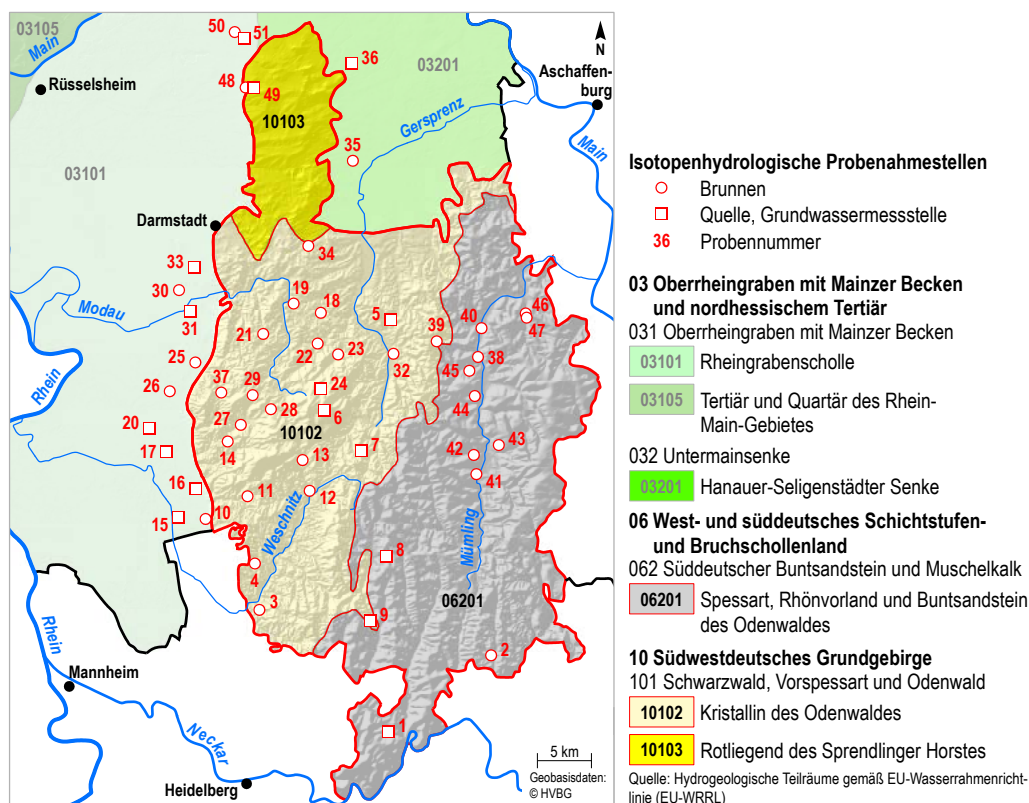 03105
Main
Rüsselsheim
50
51
48
49
36
03201
Aschaffen-
burg
N
10103
Gersprenz
Main
35
03101
Darmstadt
34
33
30
31
Modau
19
18
5
39
40
46
47
21
22
23
32
38
45
25
Rhein
26
37
29
24
44
28
6
20
27
10102
17
14
13
7
42
43
41
16
11
12
15
10
Weschnitz
Mümling
8
4
3
06201
9
Rhein
2
Mannheim
Neckar
1
5 km
Heidelberg
Geobasisdaten:
© HVBG
Isotopenhydrologische Probenahmestellen
Brunnen
Quelle, Grundwassermessstelle
36 Probennummer
03 Oberrheingraben mit Mainzer Becken
und nordhessischem Tertiär
031 Oberrheingraben mit Mainzer Becken
03101 Rheingrabenscholle
03105 Tertiär und Quartär des Rhein-
Main-Gebietes
032 Untermainsenke
03201 Hanauer-Seligenstädter Senke
06 West- und süddeutsches Schichtstufen-
und Bruchschollenland
062 Süddeutscher Buntsandstein und Muschelkalk
06201 Spessart, Rhönvorland und Buntsandstein
des Odenwaldes
10 Südwestdeutsches Grundgebirge
101 Schwarzwald, Vorspessart und Odenwald
10102 Kristallin des Odenwaldes
10103 Rotliegend des Sprendlinger Horstes
Quelle: Hydrogeologische Teilräume gemäß EU-Wasserrahmenricht-
linie (EU-WRRL)